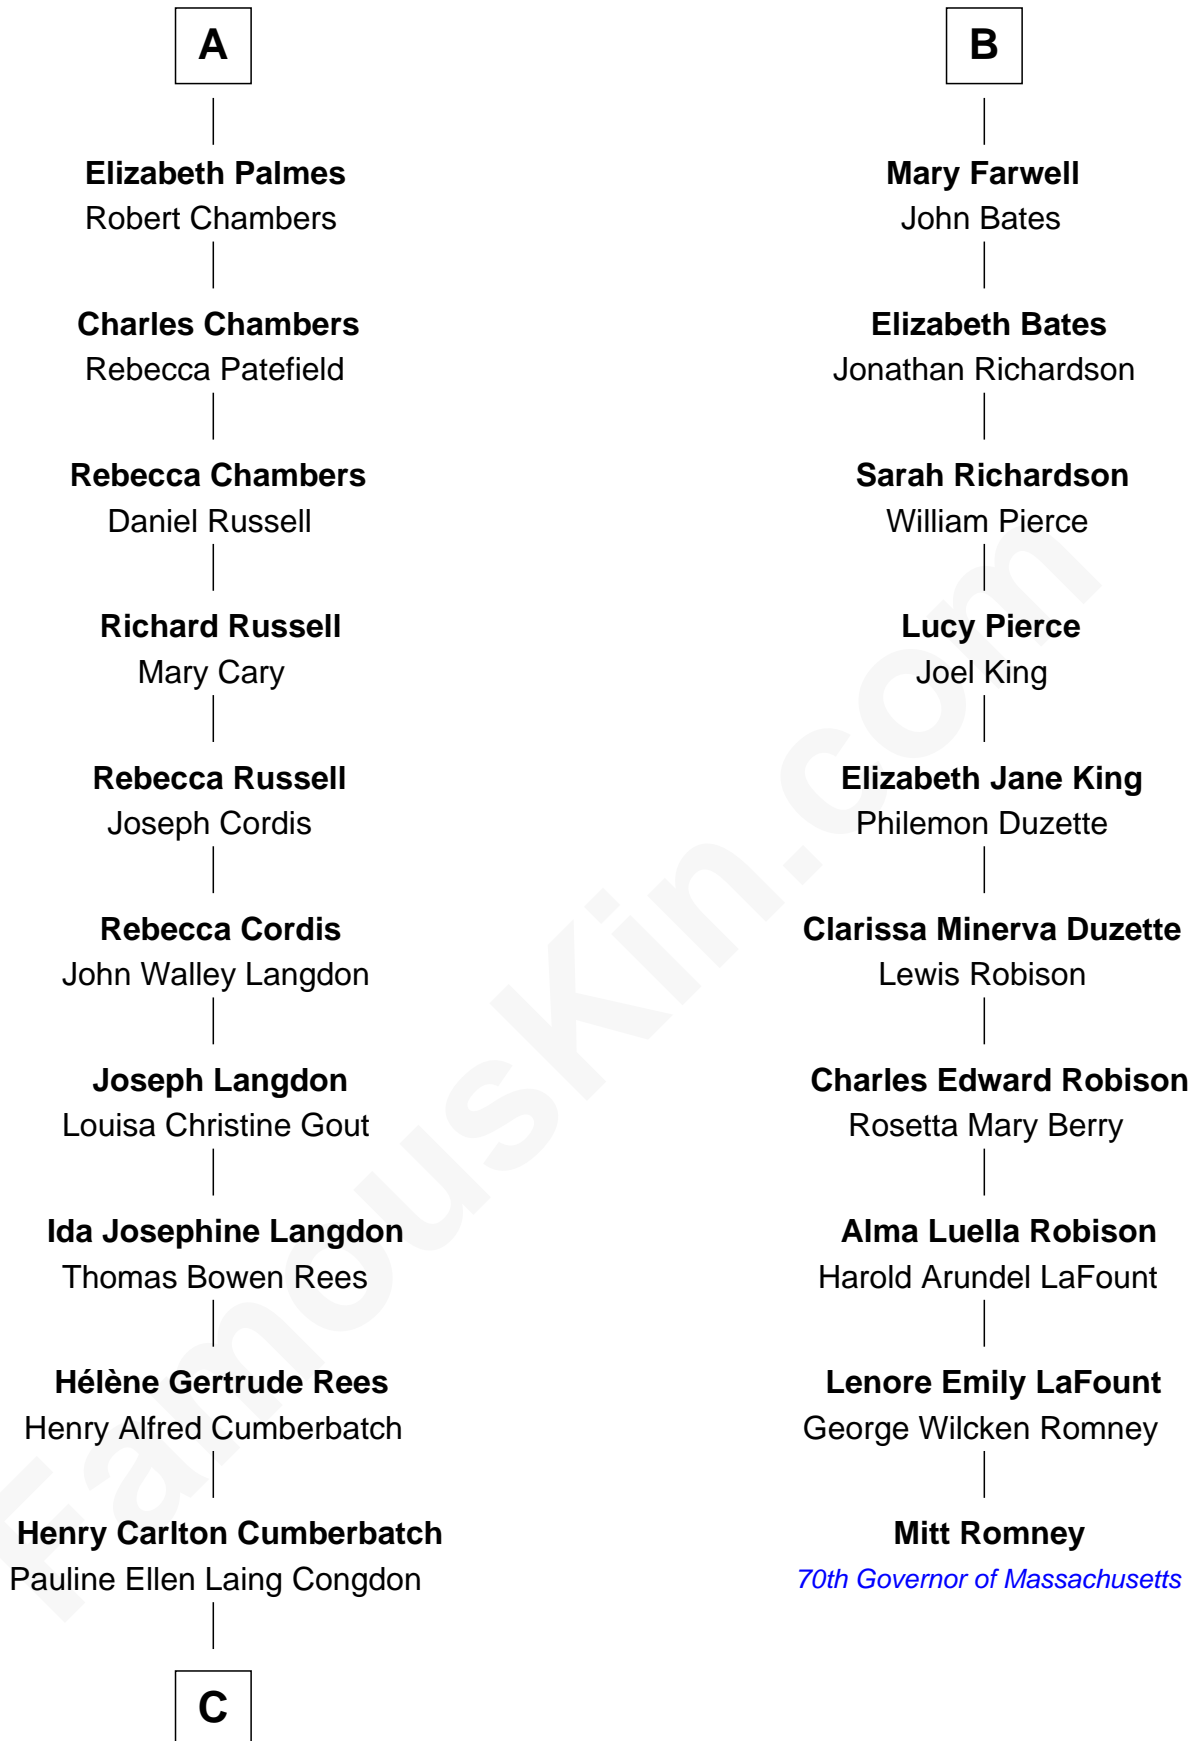 A
Elizabeth Palmes
Robert Chambers
Charles Chambers
Rebecca Patefield
Rebecca Chambers
Daniel Russell
Richard Russell
Mary Cary
Rebecca Russell
Joseph Cordis
Rebecca Cordis
John Walley Langdon
Joseph Langdon
Louisa Christine Gout
Ida Josephine Langdon
Thomas Bowen Rees
Hélène Gertrude Rees
Henry Alfred Cumberbatch
Henry Carlton Cumberbatch
Pauline Ellen Laing Congdon
C
B
Mary Farwell
John Bates
Elizabeth Bates
Jonathan Richardson
Sarah Richardson
William Pierce
Lucy Pierce
Joel King
Elizabeth Jane King
Philemon Duzette
Clarissa Minerva Duzette
Lewis Robison
Charles Edward Robison
Rosetta Mary Berry
Alma Luella Robison
Harold Arundel LaFount
Lenore Emily LaFount
George Wilcken Romney
Mitt Romney
70th Governor of Massachusetts
FamousKin.com